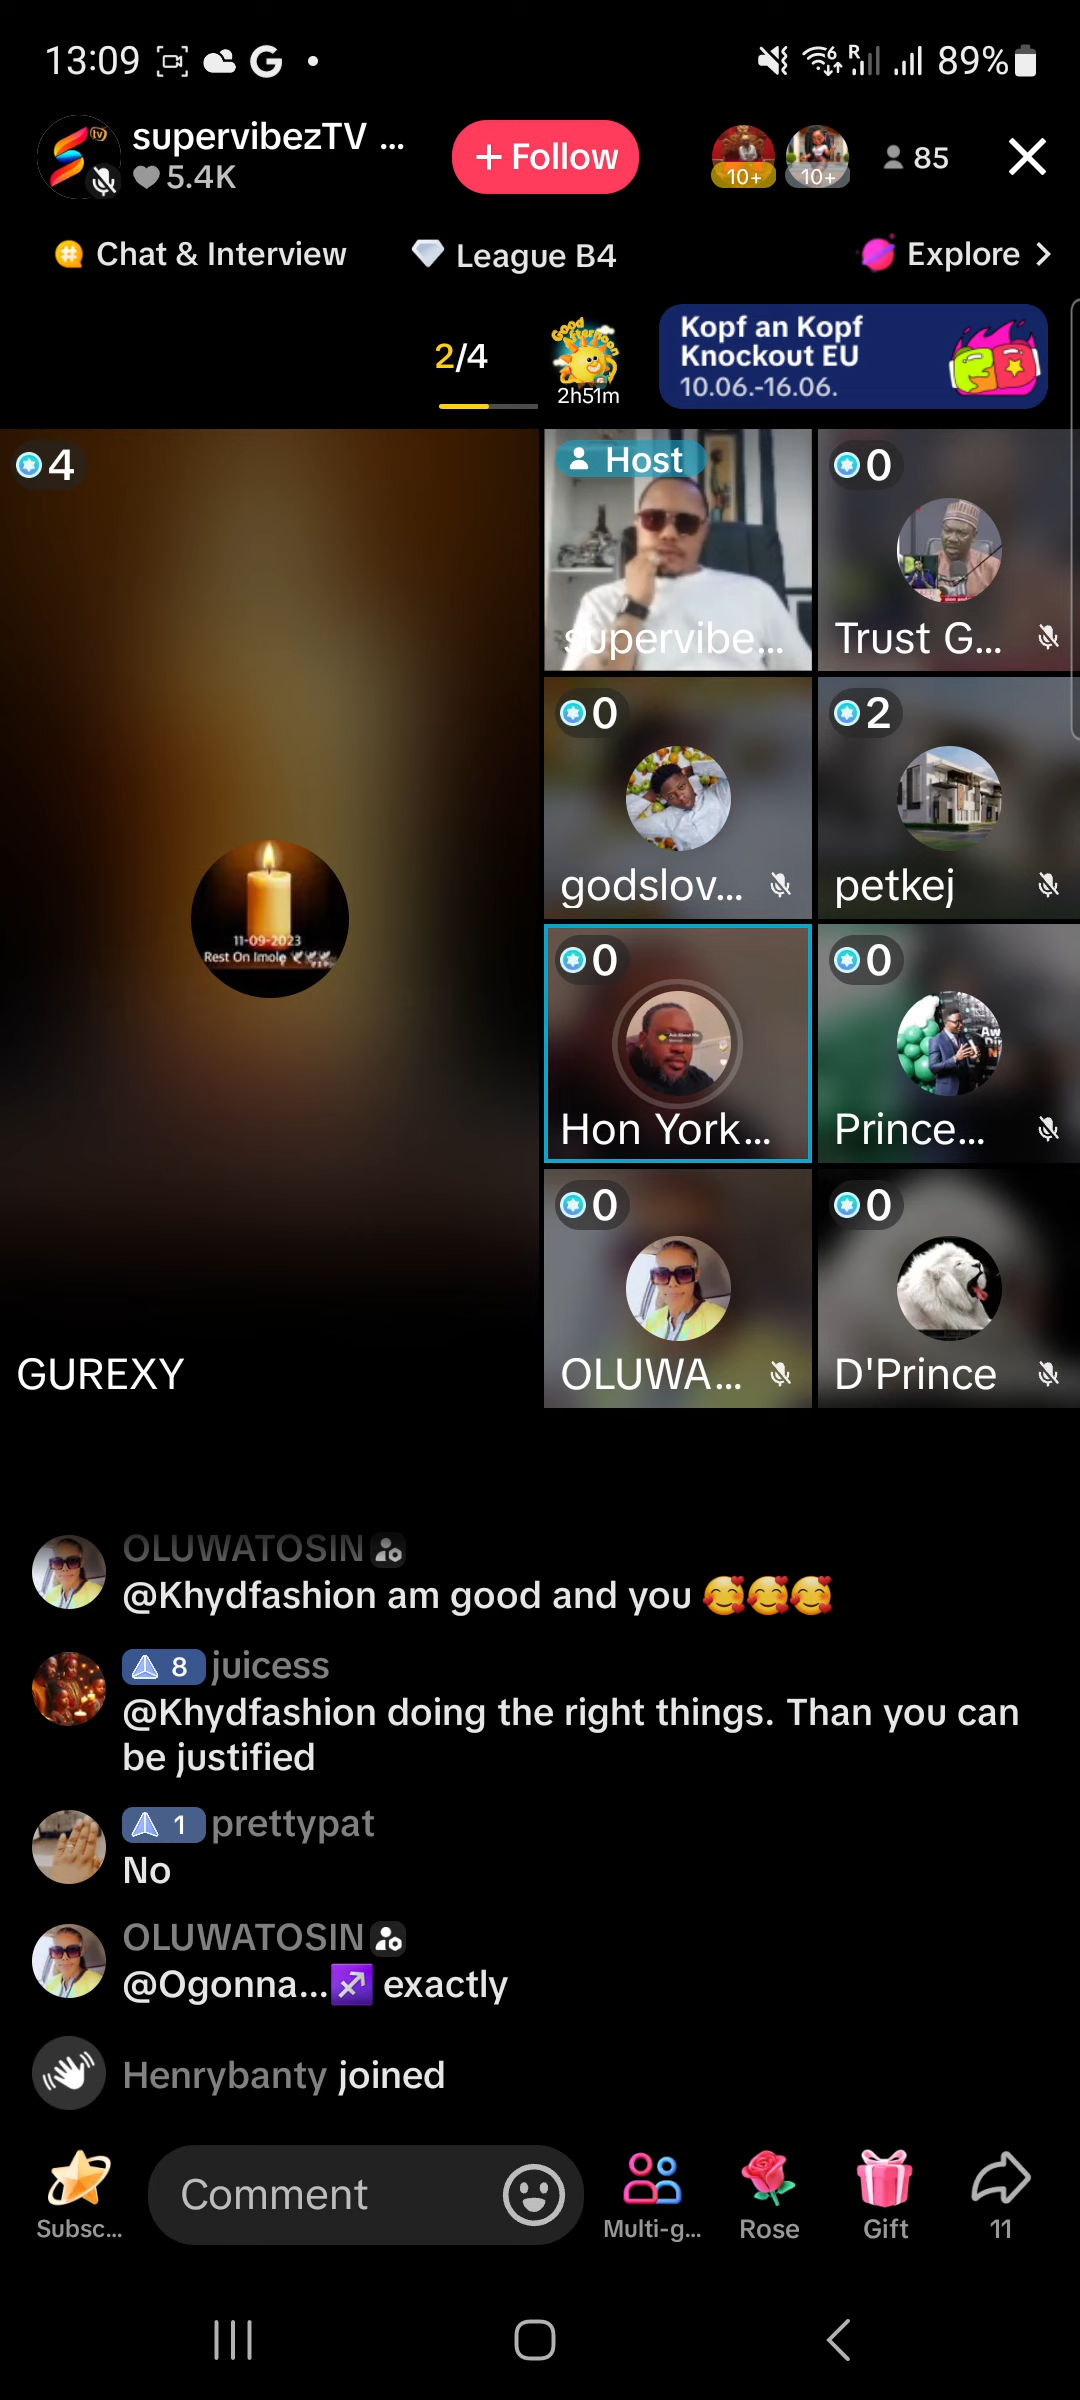 13:09
89%
supervibezTV ...
5.4K
+ Follow
10+
10+
85
Chat & Interview
League B4
Explore
2/4
Good Afternoon
2h51m
Kopf an Kopf
Knockout EU
10.06.-16.06.
4
Host
supervibe...
0
Trust G...
0
godslov...
2
petkej
11-09-2023
Rest On Imole
0
Hon York...
0
Prince...
0
OLUWA...
0
D'Prince
GUREXY
OLUWATOSIN
@Khydfashion am good and you 🥰🥰🥰
8 juicess
@Khydfashion doing the right things. Than you can
be justified
1 prettypat
No
OLUWATOSIN
@Ogonna...♐ exactly
Henrybanty joined
Subsc...
Comment
Multi-g...
Rose
Gift
11